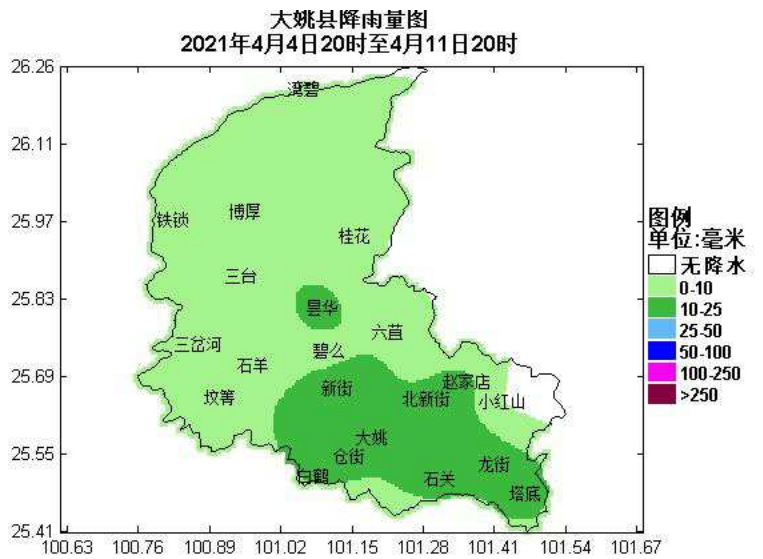 大姚县降雨量图
2021年4月4日20时至4月11日20时
26.26
26.11
25.97
25.83
25.69
25.55
25.41
100.63 100.76 100.89 101.02 101.15 101.28 101.41 101.54 101.67
湾碧
铁锁
博厚
桂花
三台
昙华
六苴
三岔河
碧么
石羊
新街
赵家店
坟箐
北新街
小红山
大姚
仓街
白鹤
石关
龙街
塔底
图例
单位:毫米
无降水
0-10
10-25
25-50
50-100
100-250
>250